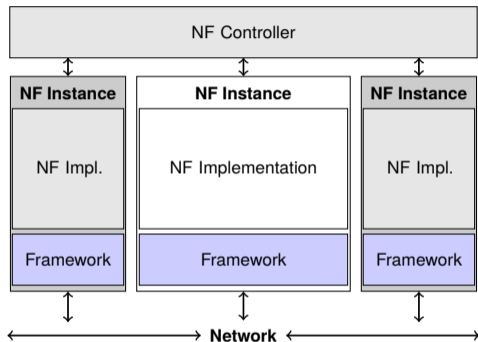 NF Controller
NF Instance NF Instance NF Instance
NF Impl. NF Implementation NF Impl.
Framework Framework Framework
Network